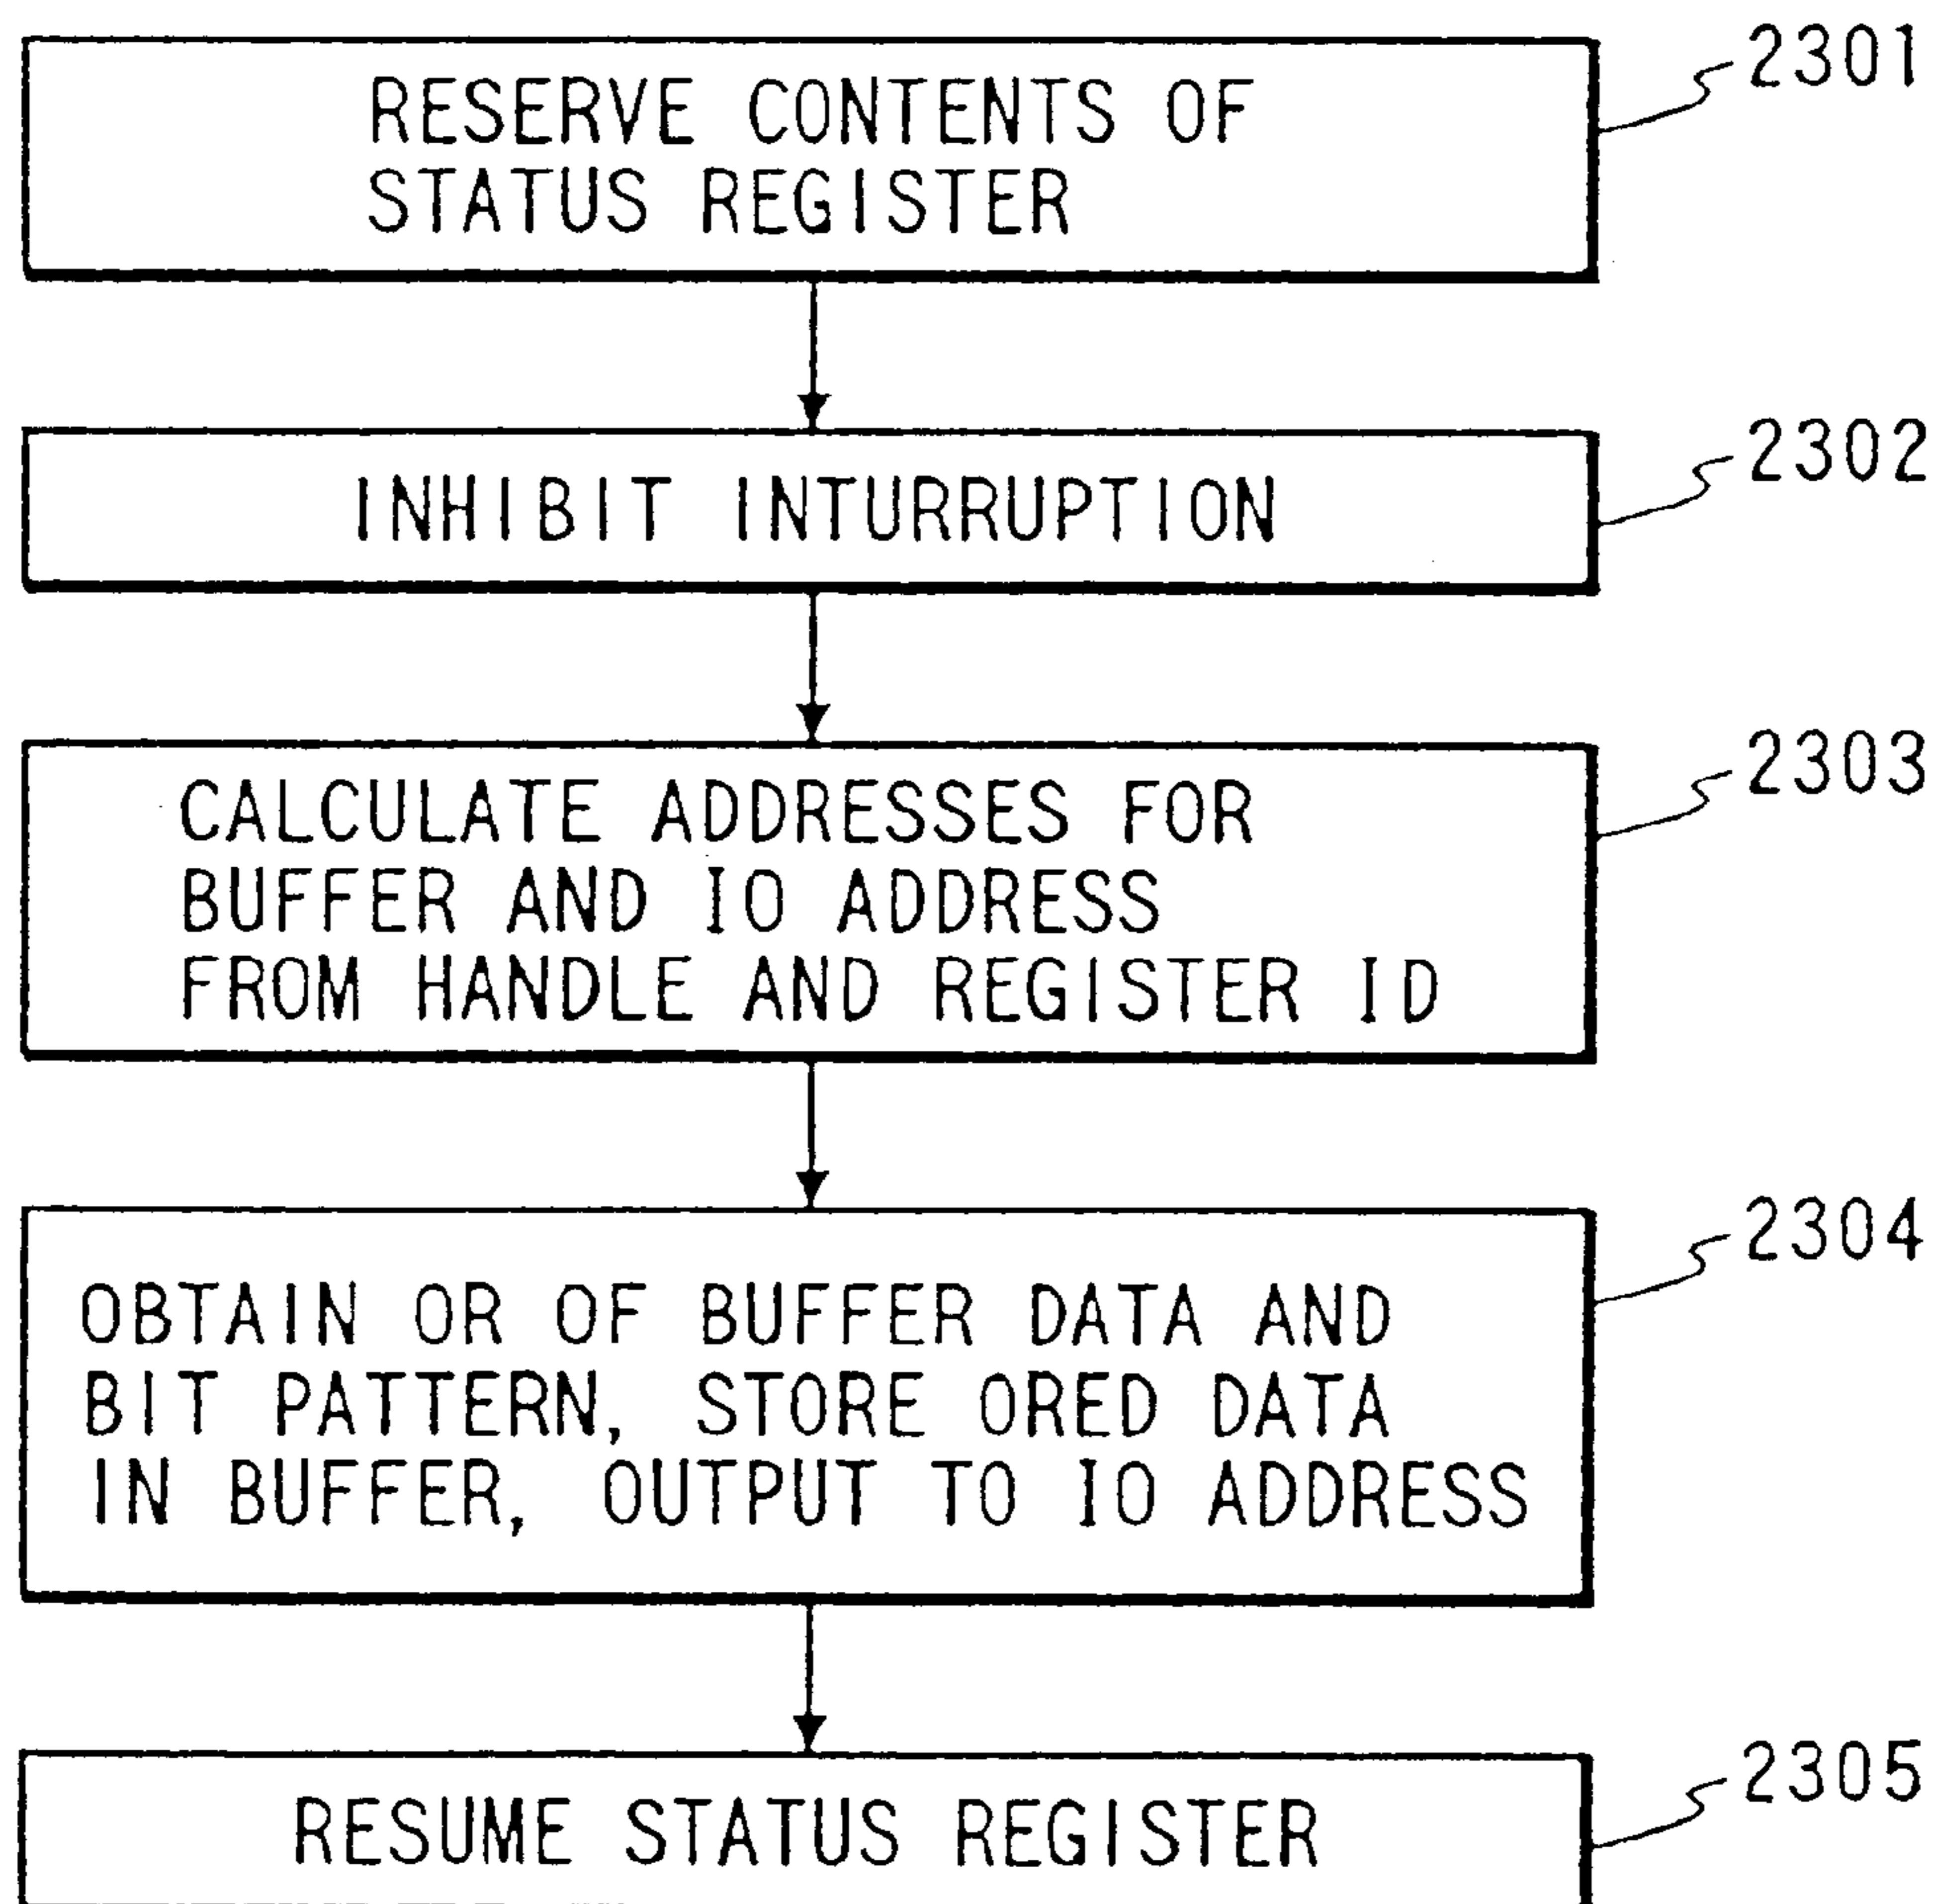 RESERVE CONTENTS OF
STATUS REGISTER
2301
INHIBIT INTURRUPTION
2302
CALCULATE ADDRESSES FOR
BUFFER AND IO ADDRESS
FROM HANDLE AND REGISTER ID
2303
OBTAIN OR OF BUFFER DATA AND
BIT PATTERN, STORE ORED DATA
IN BUFFER, OUTPUT TO IO ADDRESS
2304
RESUME STATUS REGISTER
2305